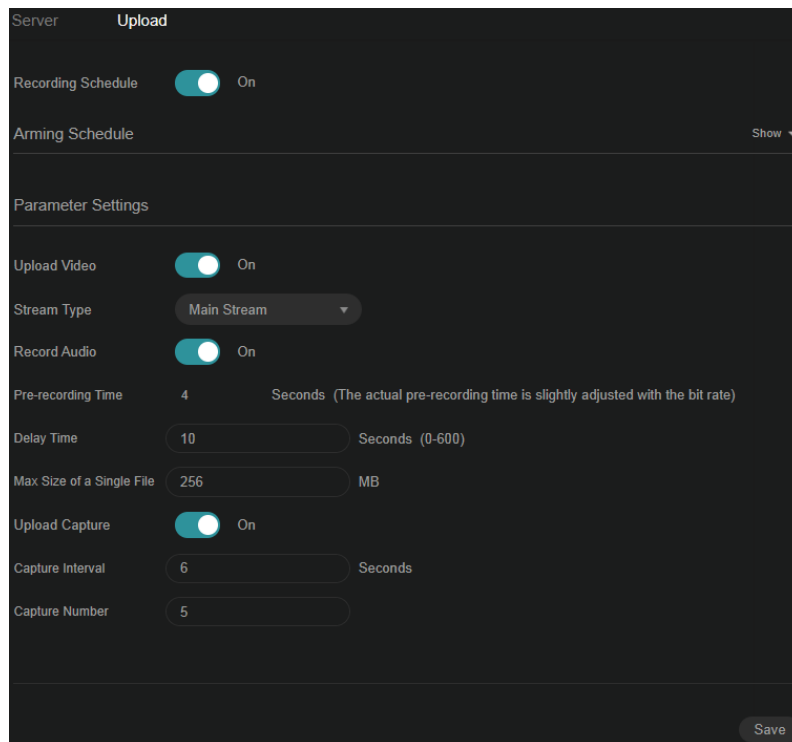 Server Upload
Recording Schedule On
Arming Schedule Show
Parameter Settings
Upload Video On
Stream Type Main Stream
Record Audio On
Pre-recording Time 4 Seconds (The actual pre-recording time is slightly adjusted with the bit rate)
Delay Time 10 Seconds (0-600)
Max Size of a Single File 256 MB
Upload Capture On
Capture Interval 6 Seconds
Capture Number 5
Save